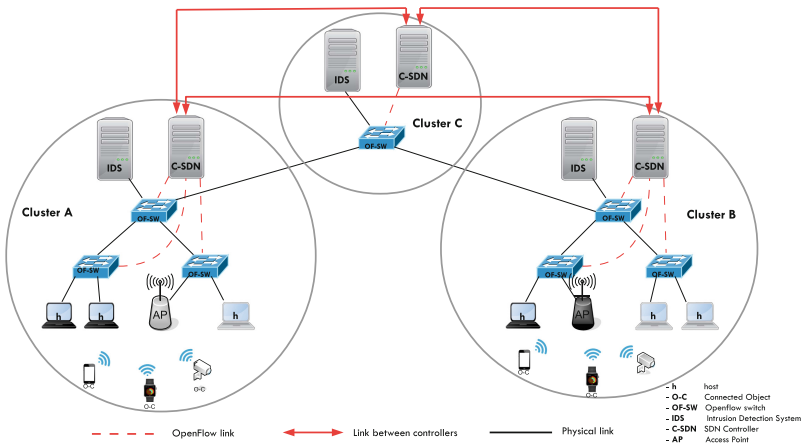 IDS
C-SDN
OF-SW
Cluster C
IDS
C-SDN
OF-SW
Cluster A
OF-SW
OF-SW
h
h
AP
h
O-C
O-C
O-C
IDS
C-SDN
OF-SW
Cluster B
OF-SW
OF-SW
h
AP
h
h
O-C
O-C
- h host
- O-C Connected Object
- OF-SW Openflow switch
- IDS Intrusion Detection System
- C-SDN SDN Controller
- AP Access Point
OpenFlow link
Link between controllers
Physical link